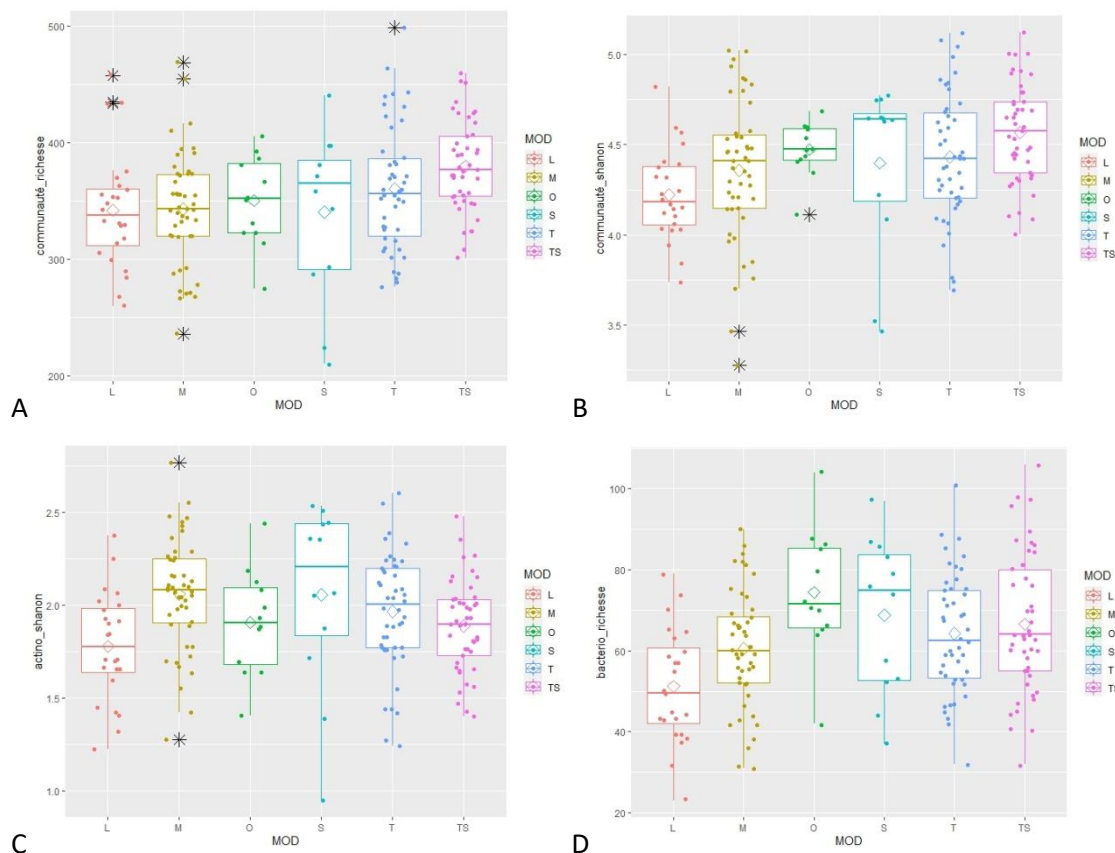 500
400
300
200
communauté_richesse
L M O S T TS
MOD
MOD
L
M
O
S
T
TS
A
5.0
4.5
4.0
3.5
communauté_shanon
L M O S T TS
MOD
MOD
L
M
O
S
T
TS
B
2.5
2.0
1.5
1.0
actino_shanon
L M O S T TS
MOD
MOD
L
M
O
S
T
TS
C
100
80
60
40
20
bacterio_richesse
L M O S T TS
MOD
MOD
L
M
O
S
T
TS
D